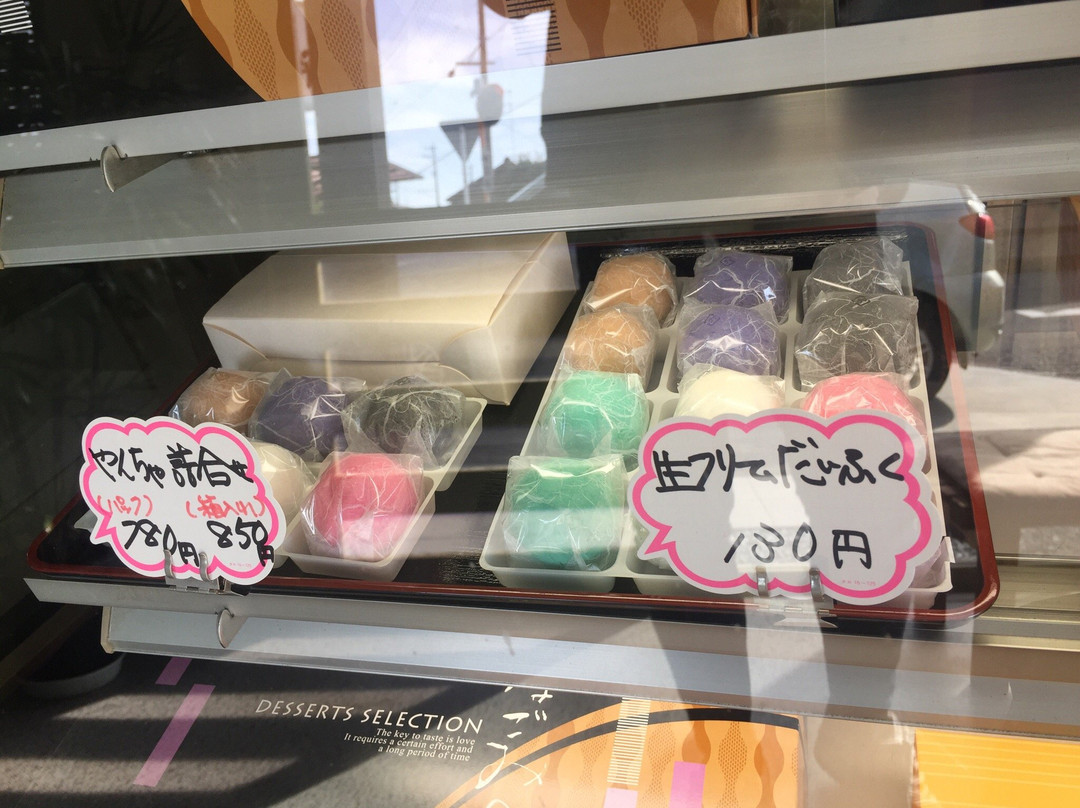 やんちゃ詰合せ
(パック) (箱入り)
780円 850円
生クリームだいふく
130円
DESSERTS SELECTION
The key to taste is love
It requires a certain effort and
a long period of time